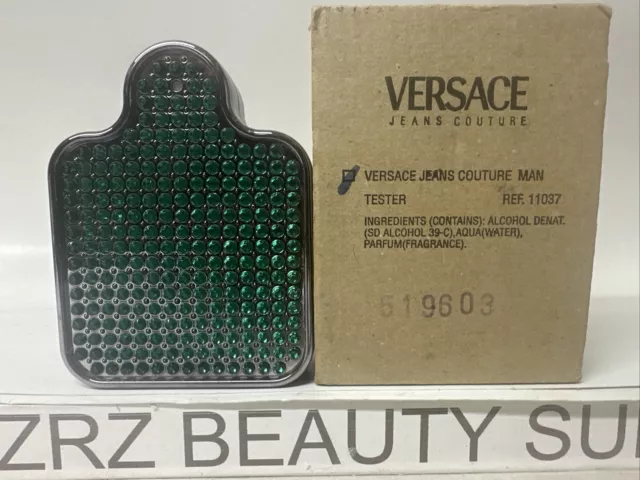 VERSACE
JEANS COUTURE
VERSACE JEANS COUTURE MAN
TESTER REF. 11037
INGREDIENTS (CONTAINS): ALCOHOL DENAT.
(SD ALCOHOL 39-C),AQUA(WATER),
PARFUM(FRAGRANCE).
519603
ZRZ BEAUTY SU